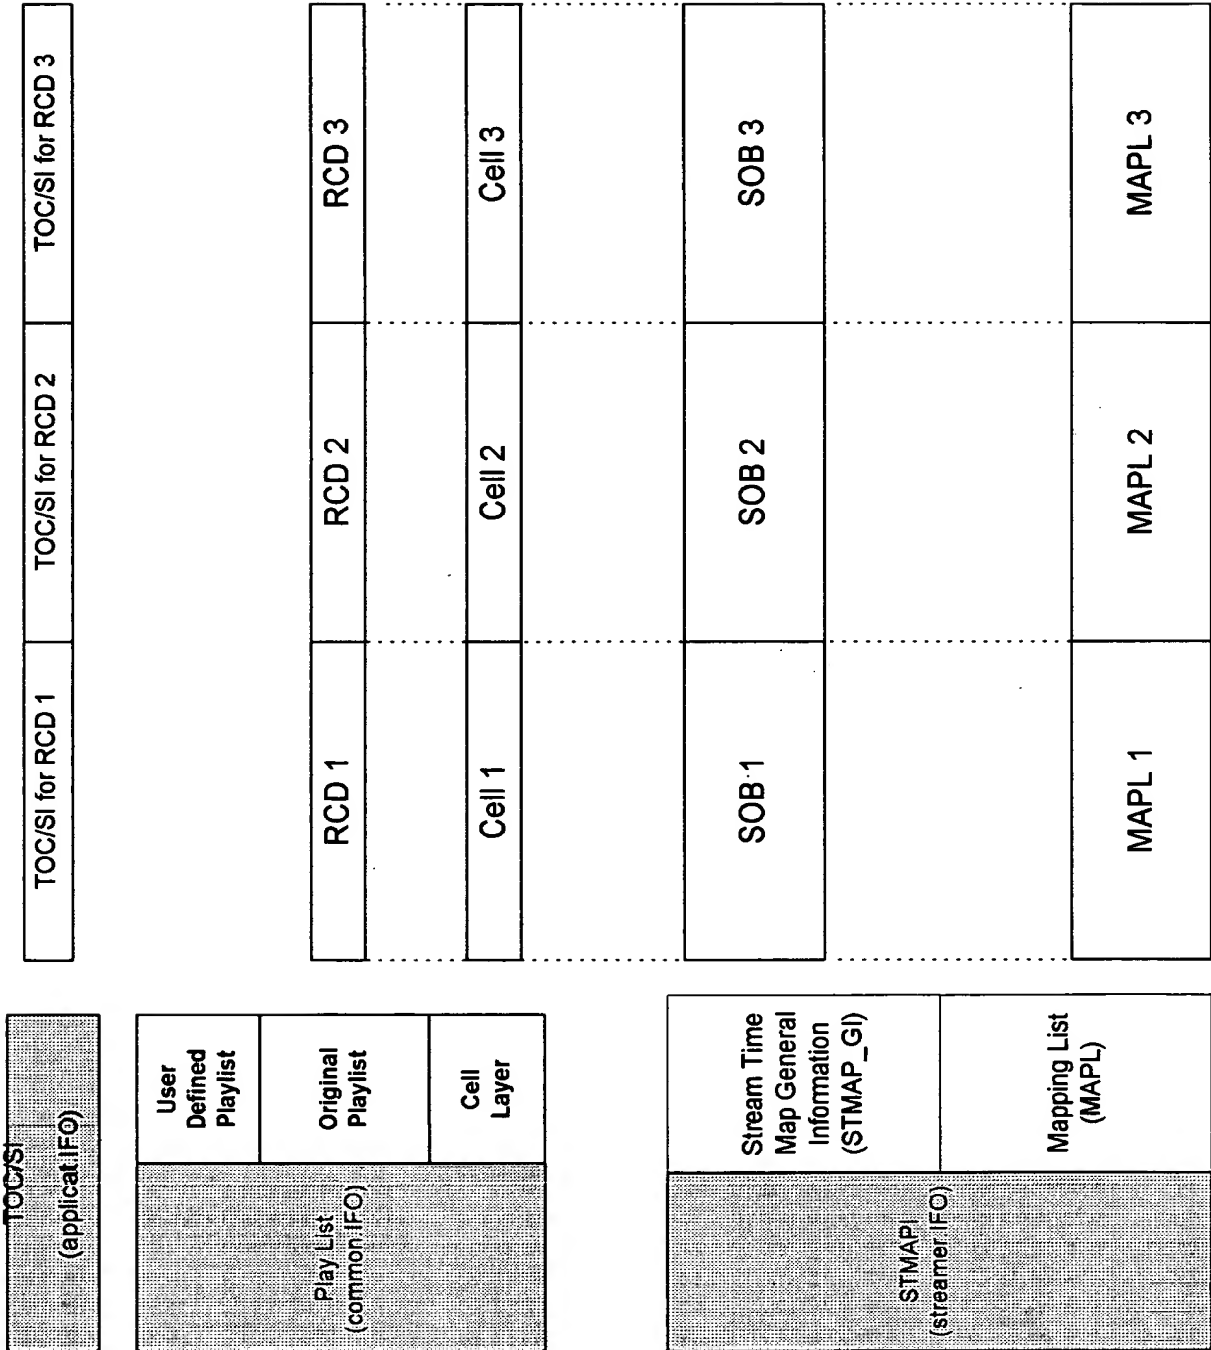 TOC/SI
(applicat.IFO)
TOC/SI for RCD 1
TOC/SI for RCD 2
TOC/SI for RCD 3
Play List
(common IFO)
User
Defined
Playlist
Original
Playlist
RCD 1
RCD 2
RCD 3
Cell
Layer
Cell 1
Cell 2
Cell 3
STMAPI
(streamer IFO)
Stream Time
Map General
Information
(STMAP_GI)
SOB 1
SOB 2
SOB 3
Mapping List
(MAPL)
MAPL 1
MAPL 2
MAPL 3